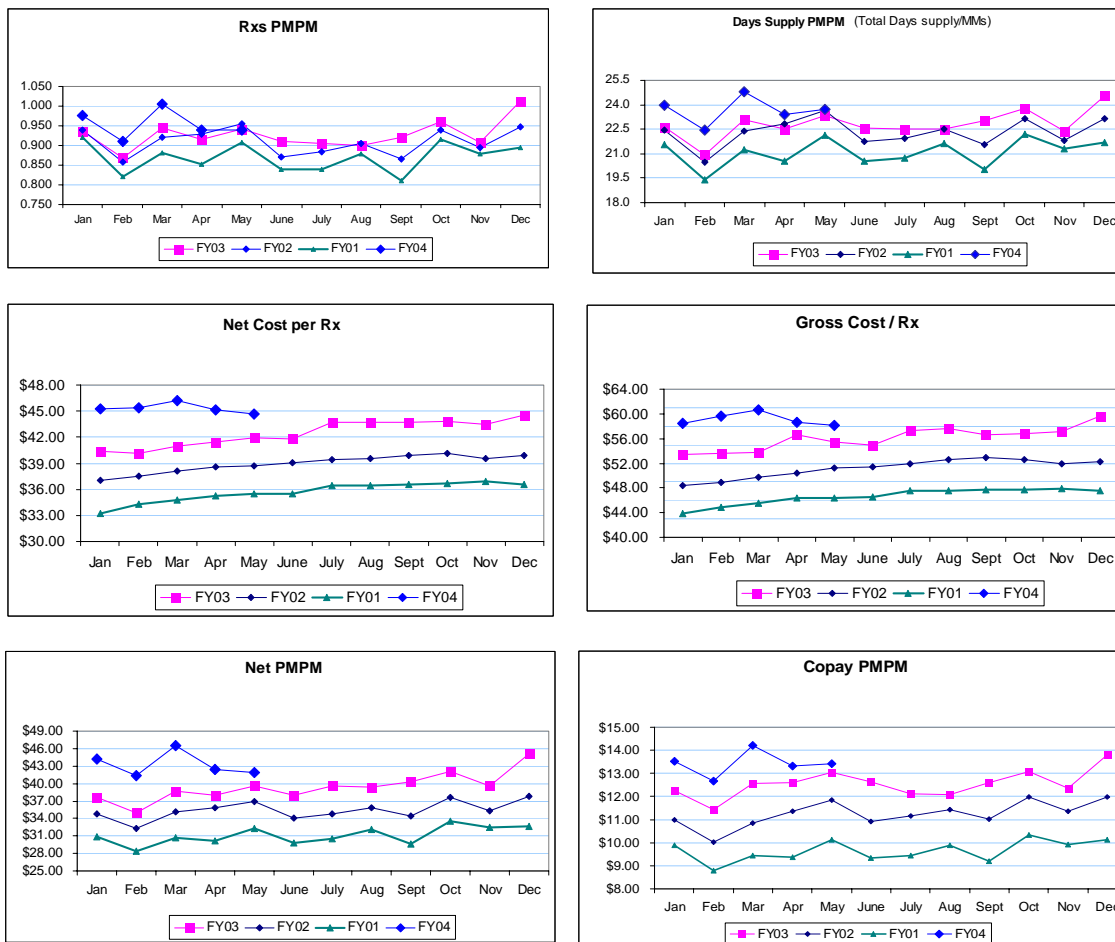 Rxs PMPM
1.050
1.000
0.950
0.900
0.850
0.800
0.750
Jan Feb Mar Apr May June July Aug Sept Oct Nov Dec
FY03 FY02 FY01 FY04
Days Supply PMPM (Total Days supply/MMs)
25.5
24.0
22.5
21.0
19.5
18.0
Jan Feb Mar Apr May June July Aug Sept Oct Nov Dec
FY03 FY02 FY01 FY04
Net Cost per Rx
$48.00
$45.00
$42.00
$39.00
$36.00
$33.00
$30.00
Jan Feb Mar Apr May June July Aug Sept Oct Nov Dec
FY03 FY02 FY01 FY04
Gross Cost / Rx
$64.00
$60.00
$56.00
$52.00
$48.00
$44.00
$40.00
Jan Feb Mar Apr May June July Aug Sept Oct Nov Dec
FY03 FY02 FY01 FY04
Net PMPM
$49.00
$46.00
$43.00
$40.00
$37.00
$34.00
$31.00
$28.00
$25.00
Jan Feb Mar Apr May June July Aug Sept Oct Nov Dec
FY03 FY02 FY01 FY04
Copay PMPM
$15.00
$14.00
$13.00
$12.00
$11.00
$10.00
$9.00
$8.00
Jan Feb Mar Apr May June July Aug Sept Oct Nov Dec
FY03 FY02 FY01 FY04